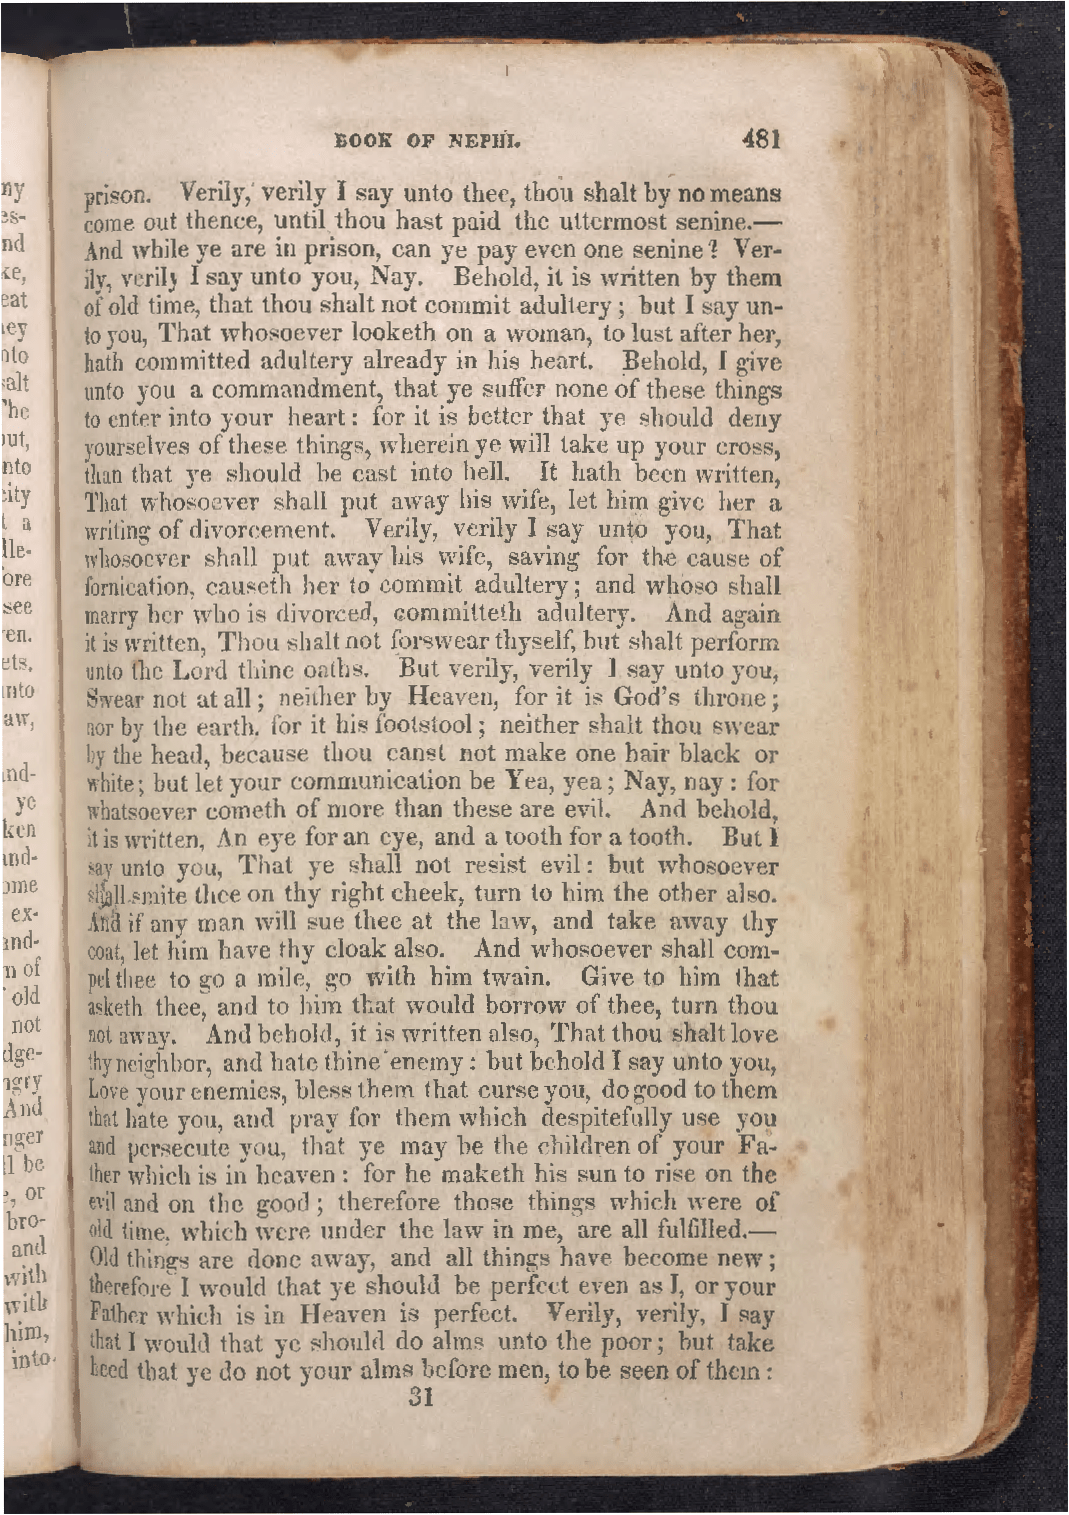 BOOK OF NEPHI. 481
prison. Verily, verily I say unto thee, thou shalt by no means
come out thence, until thou hast paid the uttermost senine.—
And while ye are in prison, can ye pay even one senine? Ver-
ily, verily I say unto you, Nay. Behold, it is written by them
of old time, that thou shalt not commit adultery; but I say un-
to you, That whosoever looketh on a woman, to lust after her,
hath committed adultery already in his heart. Behold, I give
unto you a commandment, that ye suffer none of these things
to enter into your heart: for it is better that ye should deny
yourselves of these things, wherein ye will take up your cross,
than that ye should be cast into hell. It hath been written,
That whosoever shall put away his wife, let him give her a
writing of divorcement. Verily, verily I say unto you, That
whosoever shall put away his wife, saving for the cause of
fornication, causeth her to commit adultery; and whoso shall
marry her who is divorced, committeth adultery. And again
it is written, Thou shalt not forswear thyself, but shalt perform
unto the Lord thine oaths. But verily, verily I say unto you,
Swear not at all; neither by Heaven, for it is God's throne;
nor by the earth, for it his footstool; neither shalt thou swear
by the head, because thou canst not make one hair black or
white; but let your communication be Yea, yea; Nay, nay: for
whatsoever cometh of more than these are evil. And behold,
it is written, An eye for an eye, and a tooth for a tooth. But I
say unto you, That ye shall not resist evil: but whosoever
shall smite thee on thy right cheek, turn to him the other also.
And if any man will sue thee at the law, and take away thy
coat, let him have thy cloak also. And whosoever shall com-
pel thee to go a mile, go with him twain. Give to him that
asketh thee, and to him that would borrow of thee, turn thou
not away. And behold, it is written also, That thou shalt love
thy neighbor, and hate thine enemy: but behold I say unto you,
Love your enemies, bless them that curse you, do good to them
that hate you, and pray for them which despitefully use you
and persecute you, that ye may be the children of your Fa-
ther which is in heaven: for he maketh his sun to rise on the
evil and on the good; therefore those things which were of
old time, which were under the law in me, are all fulfilled.—
Old things are done away, and all things have become new;
therefore I would that ye should be perfect even as I, or your
Father which is in Heaven is perfect. Verily, verily, I say
that I would that ye should do alms unto the poor; but take
heed that ye do not your alms before men, to be seen of them:
31